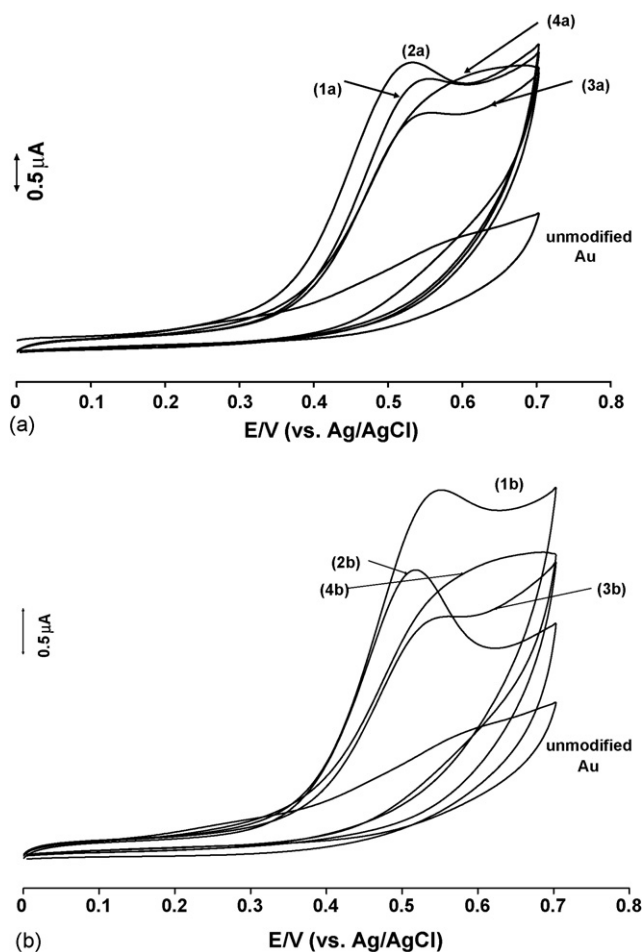 (4a)
(2a)
(1a)
(3a)
0.5 µA
unmodified
Au
0 0.1 0.2 0.3 0.4 0.5 0.6 0.7 0.8
(a)
E/V (vs. Ag/AgCl)
(1b)
(2b)
(4b)
(3b)
0.5 µA
unmodified
Au
0 0.1 0.2 0.3 0.4 0.5 0.6 0.7 0.8
(b)
E/V (vs. Ag/AgCl)